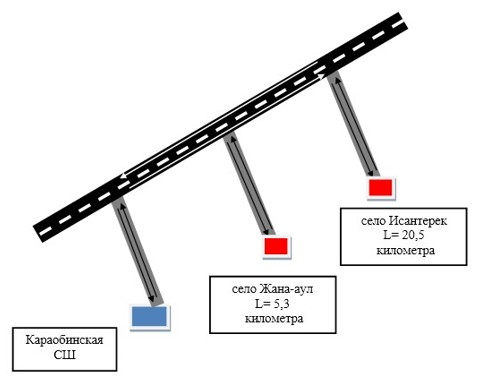 село Исантерек
L= 20,5
километра
село Жана-аул
L= 5,3
километра
Караобинская
СШ